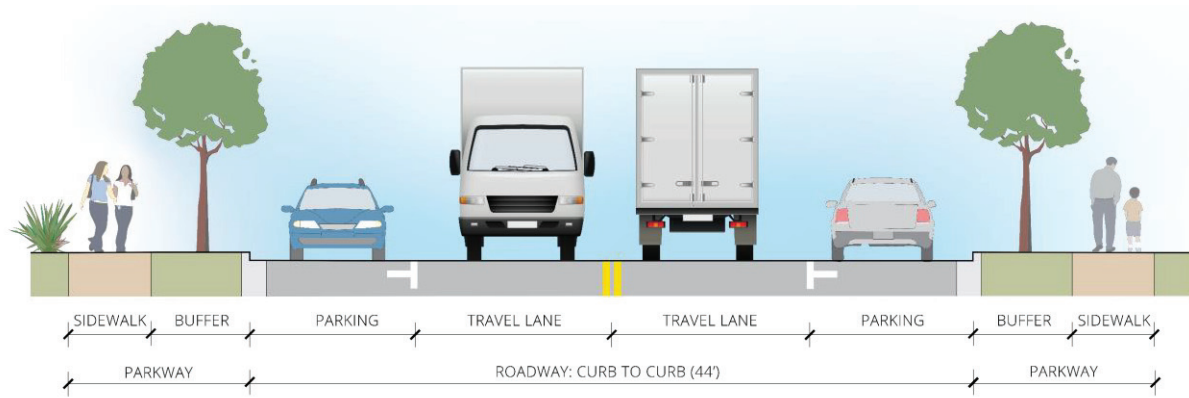 SIDEWALK BUFFER PARKING TRAVEL LANE TRAVEL LANE PARKING BUFFER SIDEWALK
PARKWAY ROADWAY: CURB TO CURB (44') PARKWAY